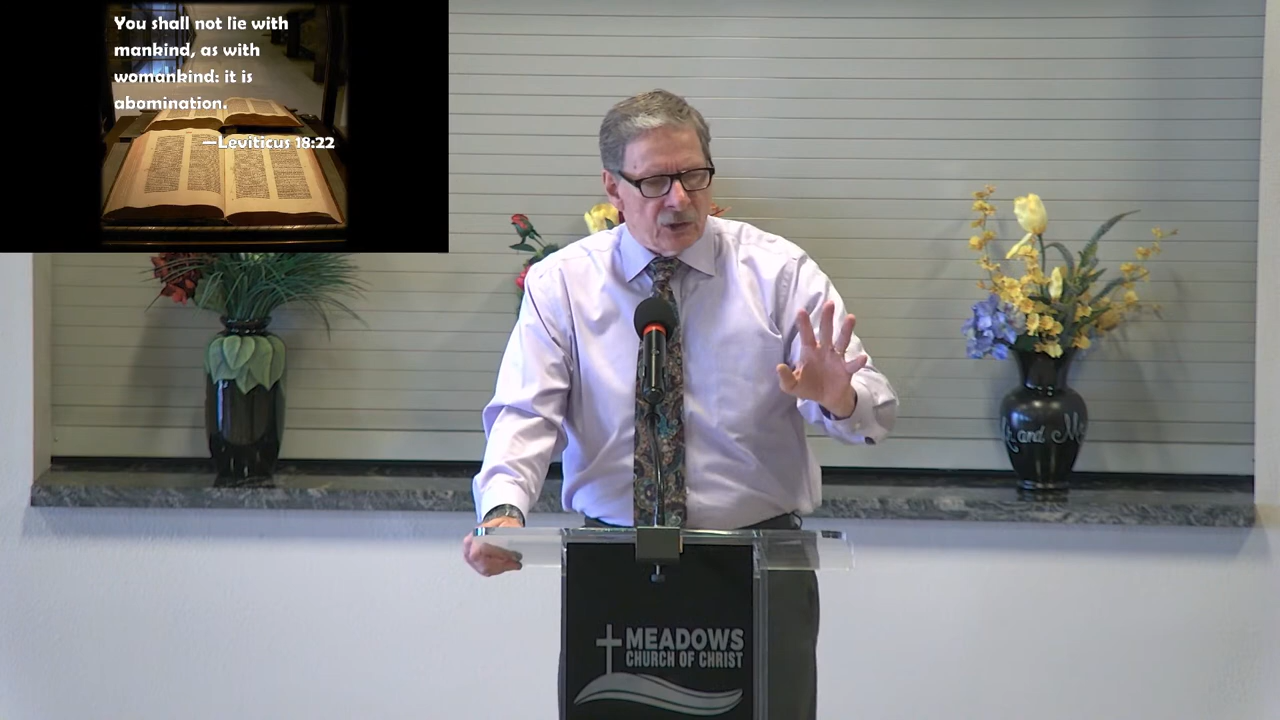 You shall not lie with
mankind, as with
womankind: it is
abomination.
—Leviticus 18:22
and
MEADOWS
CHURCH OF CHRIST